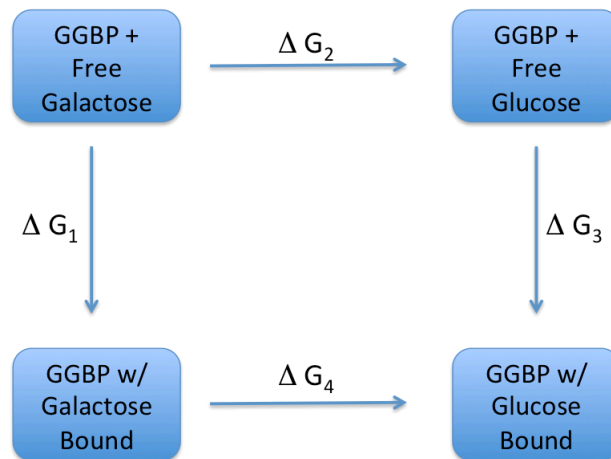 GGBP +
Free
Galactose
Δ G₂
GGBP +
Free
Glucose
Δ G₁
Δ G₃
GGBP w/
Galactose
Bound
Δ G₄
GGBP w/
Glucose
Bound